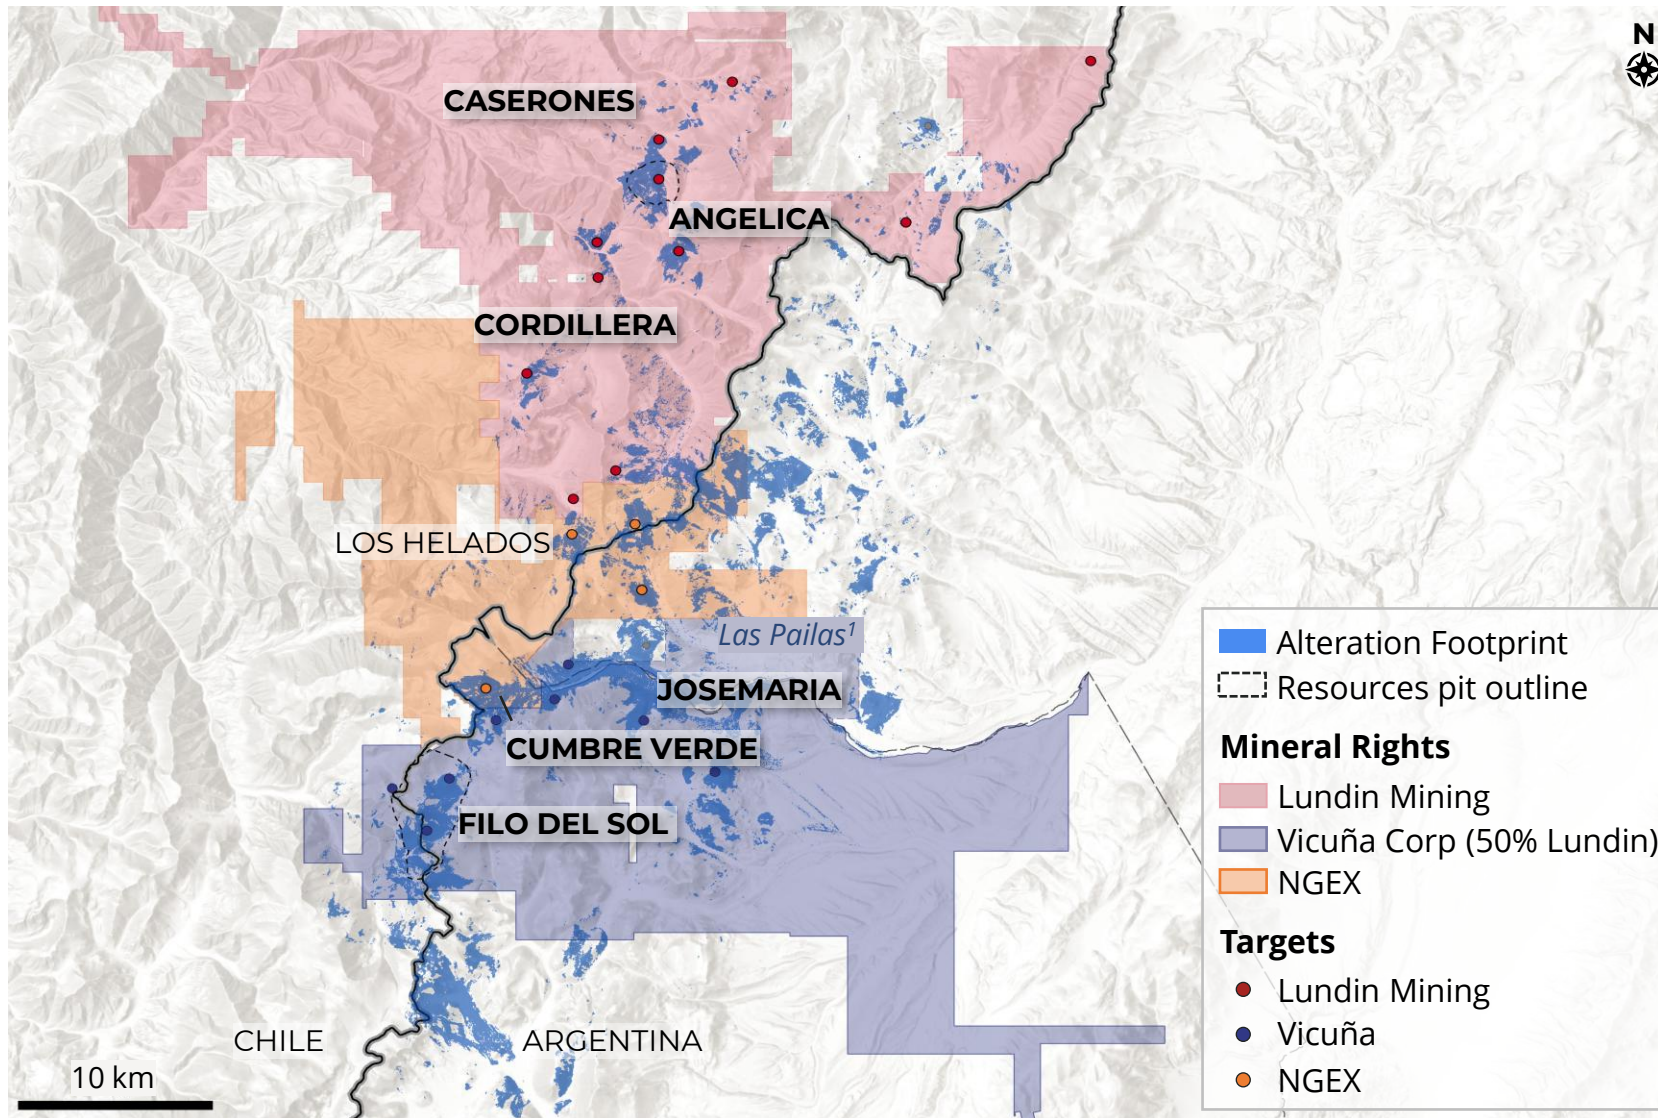 N
CASERONES
ANGELICA
CORDILLERA
LOS HELADOS
Las Pailas¹
JOSEMARIA
CUMBRE VERDE
FILO DEL SOL
CHILE
ARGENTINA
10 km
Alteration Footprint
Resources pit outline
Mineral Rights
Lundin Mining
Vicuña Corp (50% Lundin)
NGEX
Targets
Lundin Mining
Vicuña
NGEX